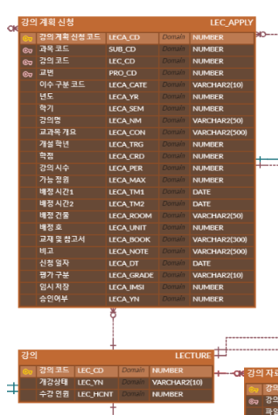 강의 계획 신청 LEC_APPLY
강의 계획 신청 코드 LECA_CD Domain NUMBER
과목 코드 SUB_CD Domain NUMBER
강의 코드 LEC_CD Domain NUMBER
교번 PRO_CD Domain NUMBER
이수 구분 코드 LECA_CATE Domain VARCHAR2(10)
년도 LECA_YR Domain NUMBER
학기 LECA_SEM Domain NUMBER
강의명 LECA_NM Domain VARCHAR2(50)
교과목 개요 LECA_CON Domain VARCHAR2(500)
개설 학년 LECA_TRG Domain NUMBER
학점 LECA_CRD Domain NUMBER
강의 시수 LECA_PER Domain NUMBER
가능 정원 LECA_MAX Domain NUMBER
배정 시간1 LECA_TM1 Domain DATE
배정 시간2 LECA_TM2 Domain DATE
배정 건물 LECA_ROOM Domain VARCHAR2(50)
배정 호 LECA_UNIT Domain NUMBER
교재 및 참고서 LECA_BOOK Domain VARCHAR2(300)
비고 LECA_NOTE Domain VARCHAR2(500)
신청 일자 LECA_DT Domain DATE
평가 구분 LECA_GRADE Domain VARCHAR2(10)
임시 저장 LECA_IMSI Domain NUMBER
승인여부 LECA_YN Domain NUMBER
강의 LECTURE
강의 코드 LEC_CD Domain NUMBER
개강상태 LEC_YN Domain VARCHAR2(10)
수강 인원 LEC_HCNT Domain NUMBER
강의 자료